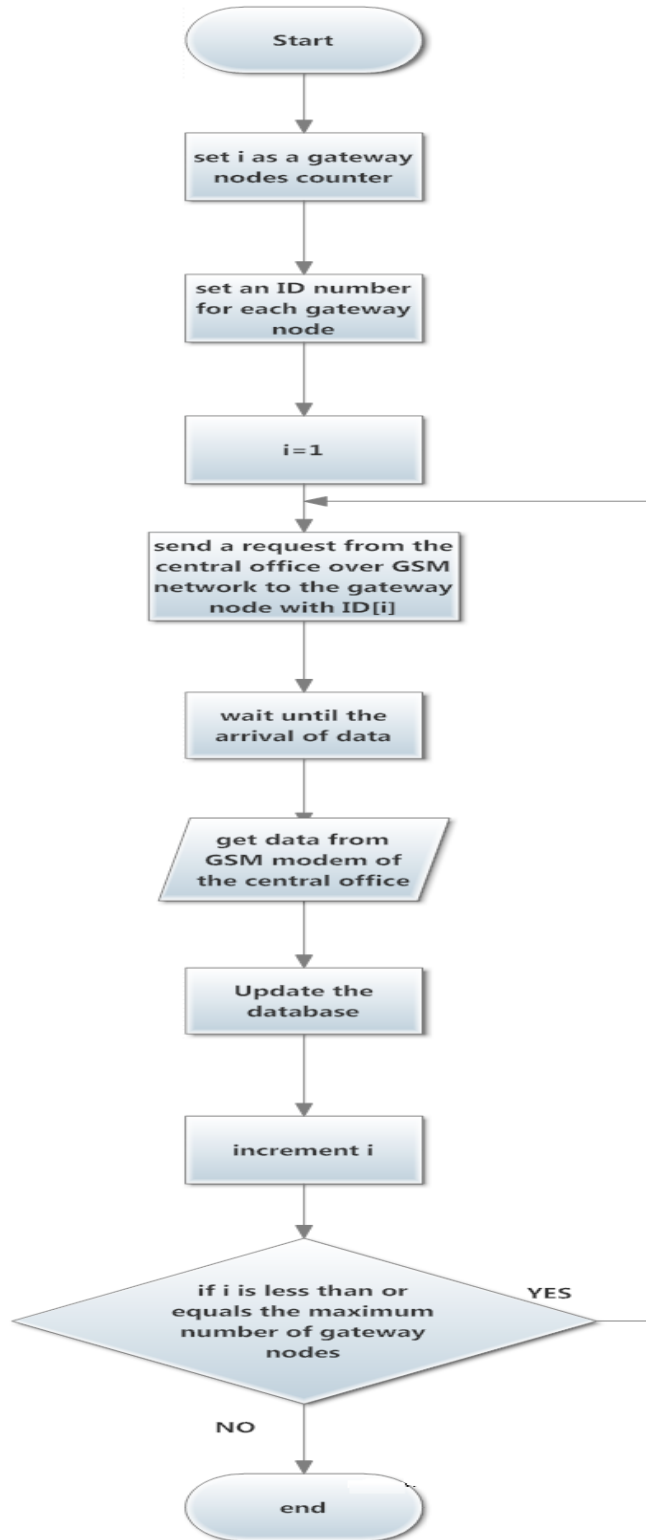 Start
set i as a gateway
nodes counter
set an ID number
for each gateway
node
i=1
send a request from the
central office over GSM
network to the gateway
node with ID[i]
wait until the
arrival of data
get data from
GSM modem of
the central office
Update the
database
increment i
if i is less than or
equals the maximum
number of gateway
nodes
YES
NO
end